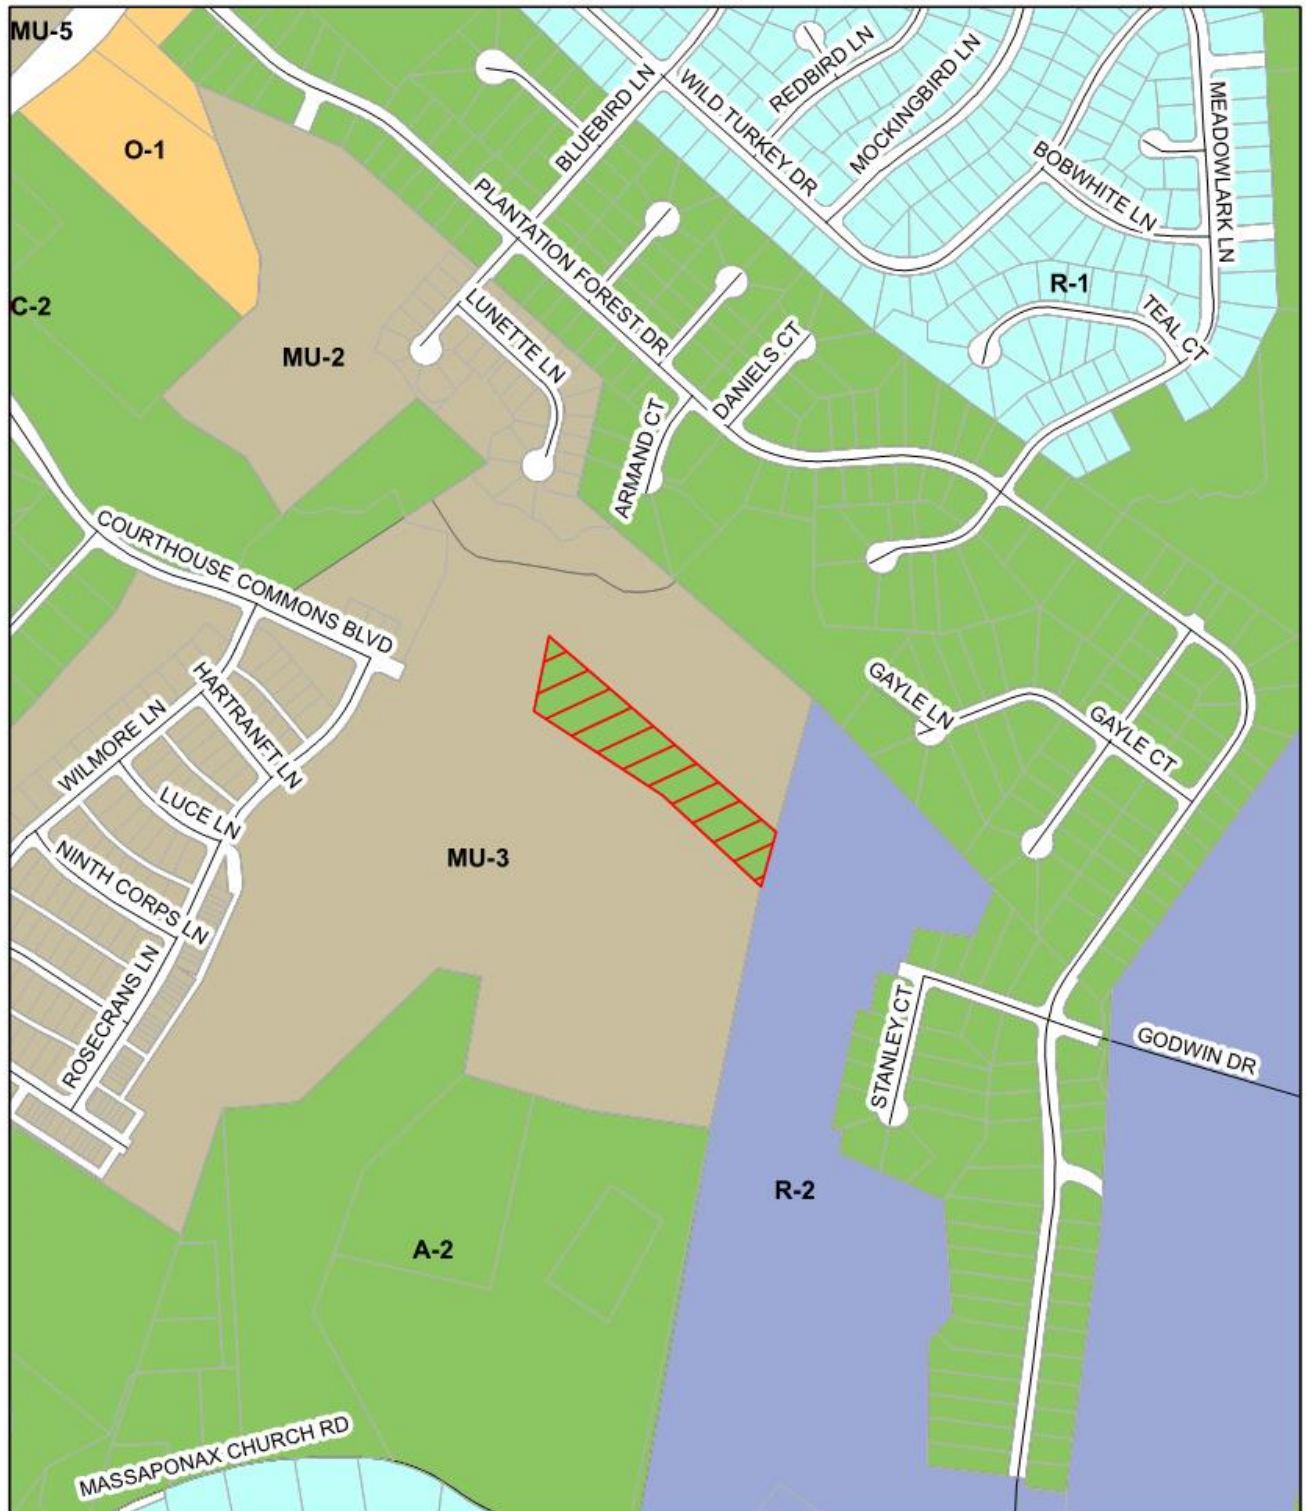 MU-5
REDBIRD LN
BLUEBIRD LN
WILD TURKEY DR
MOCKINGBIRD LN
MEADOWLARK LN
O-1
BOBWHITE LN
PLANTATION FOREST DR
C-2
R-1
LUNETTE LN
TEAL CT
MU-2
DANIELS CT
ARMAND CT
COURTHOUSE COMMONS BLVD
HARTRANFT LN
GAYLE LN
GAYLE CT
WILMORE LN
LUCE LN
MU-3
NINTH CORPS LN
ROSECRANS LN
STANLEY CT
GODWIN DR
R-2
A-2
MASSAPONAX CHURCH RD